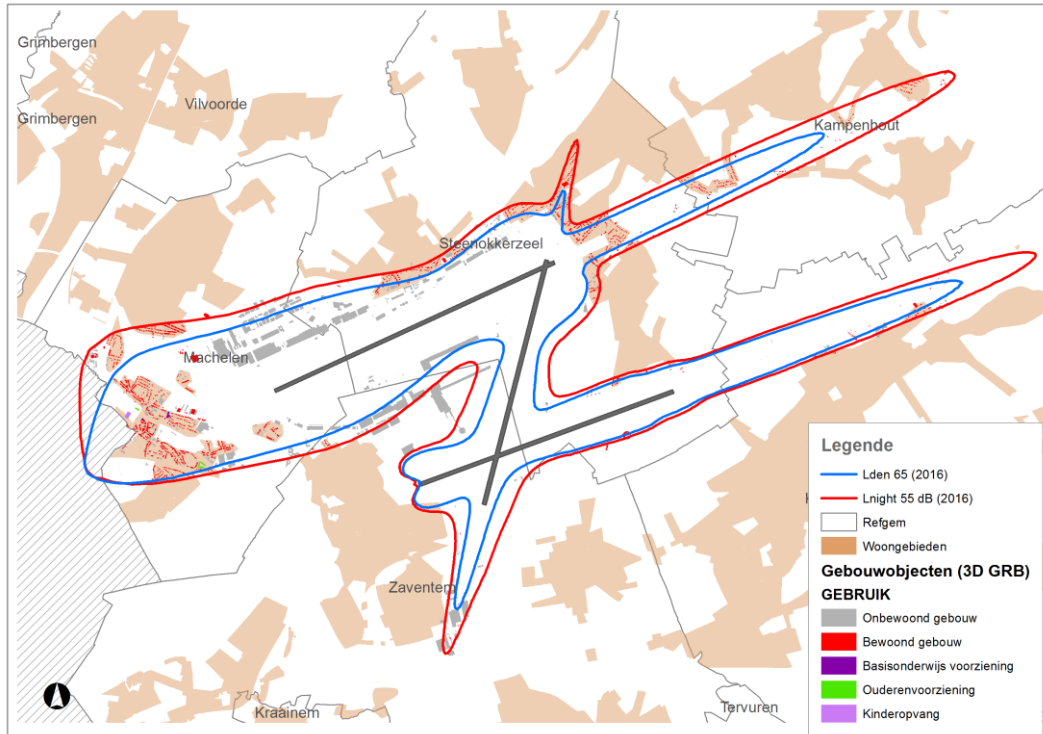 Grimbergen
Vilvoorde
Grimbergen
Kampenhout
Steenokkerzeel
Machelen
Zaventem
Kraainem
Tervuren
Legende
Lden 65 (2016)
Lnight 55 dB (2016)
Refgem
Woongebieden
Gebouwobjecten (3D GRB)
GEBRUIK
Onbewoond gebouw
Bewoond gebouw
Basisonderwijs voorziening
Ouderenvoorziening
Kinderopvang